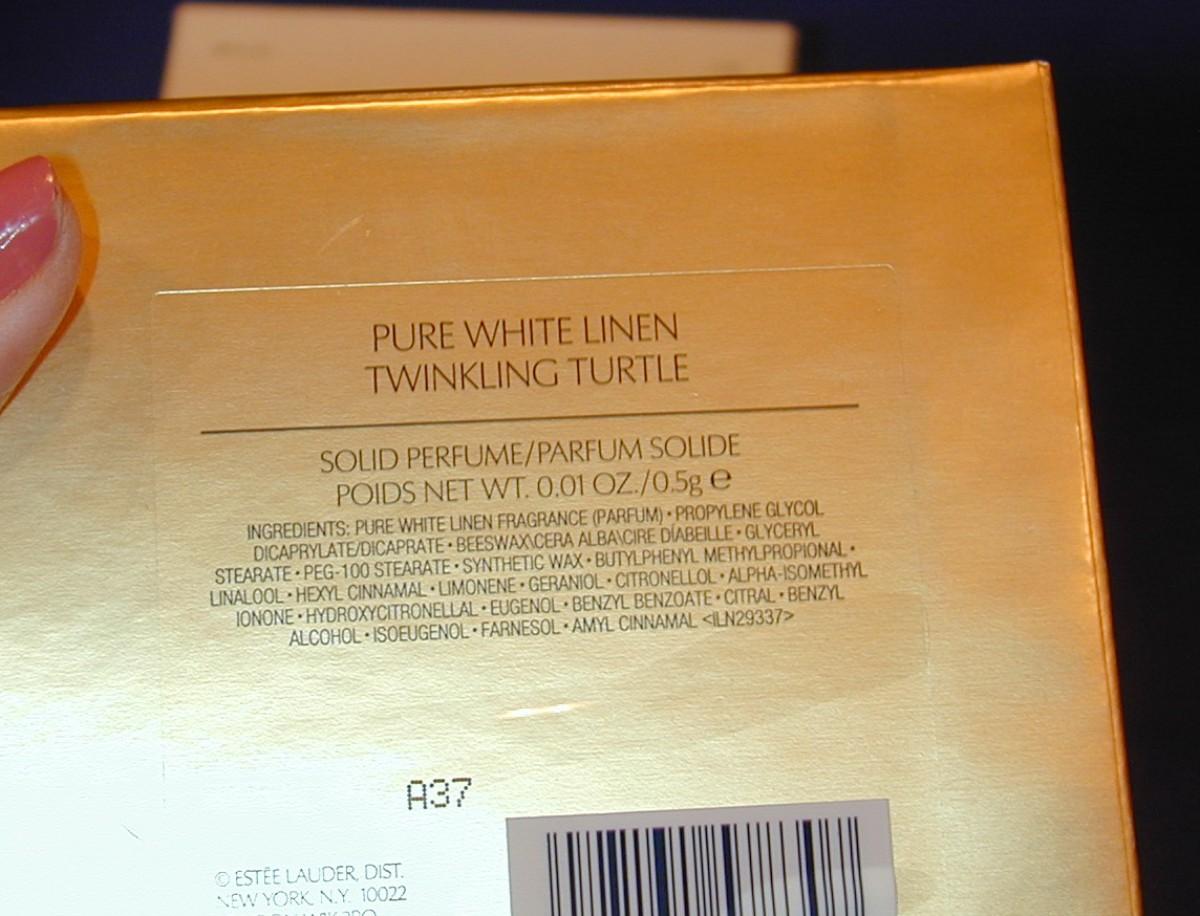 PURE WHITE LINEN
TWINKLING TURTLE
SOLID PERFUME/PARFUM SOLIDE
POIDS NET WT. 0.01 OZ./0.5g ℮
INGREDIENTS: PURE WHITE LINEN FRAGRANCE (PARFUM) • PROPYLENE GLYCOL
DICAPRYLATE/DICAPRATE • BEESWAX\CERA ALBA\CIRE DÍABEILLE • GLYCERYL
STEARATE • PEG-100 STEARATE • SYNTHETIC WAX • BUTYLPHENYL METHYLPROPIONAL •
LINALOOL • HEXYL CINNAMAL • LIMONENE • GERANIOL • CITRONELLOL • ALPHA-ISOMETHYL
IONONE • HYDROXYCITRONELLAL • EUGENOL • BENZYL BENZOATE • CITRAL • BENZYL
ALCOHOL • ISOEUGENOL • FARNESOL • AMYL CINNAMAL <ILN29337>
A37
© ESTĒE LAUDER, DIST.
NEW YORK, N.Y. 10022